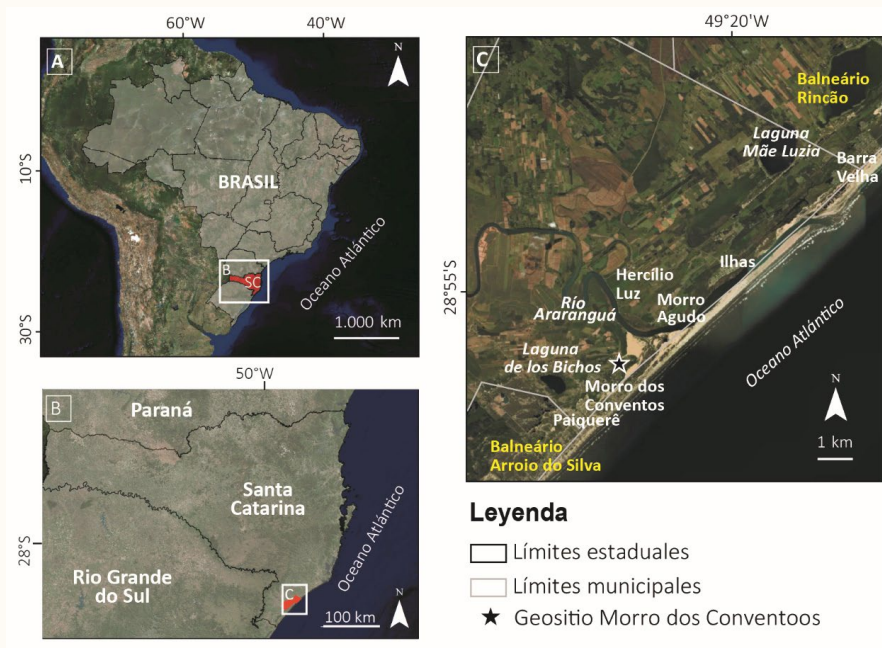 60°W
40°W
A
N
10°S
BRASIL
B
SC
Oceano Atlántico
30°S
1.000 km
50°W
B
Paraná
Santa
Catarina
Oceano Atlántico
28°S
Rio Grande
do Sul
C
N
100 km
49°20'W
C
Balneário
Rincão
Laguna
Mãe Luzia
Barra
Velha
Ilhas
28°55'S
Hercílio
Luz
Río
Araranguá
Morro
Agudo
Laguna
de los Bichos
Oceano Atlántico
Morro dos
Conventos
Paiquerê
N
Balneário
Arroio do Silva
1 km
Leyenda
Límites estaduales
Límites municipales
Geositio Morro dos Conventoos